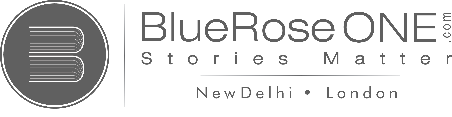 BlueRose ONE.com
Stories Matter
NewDelhi • London